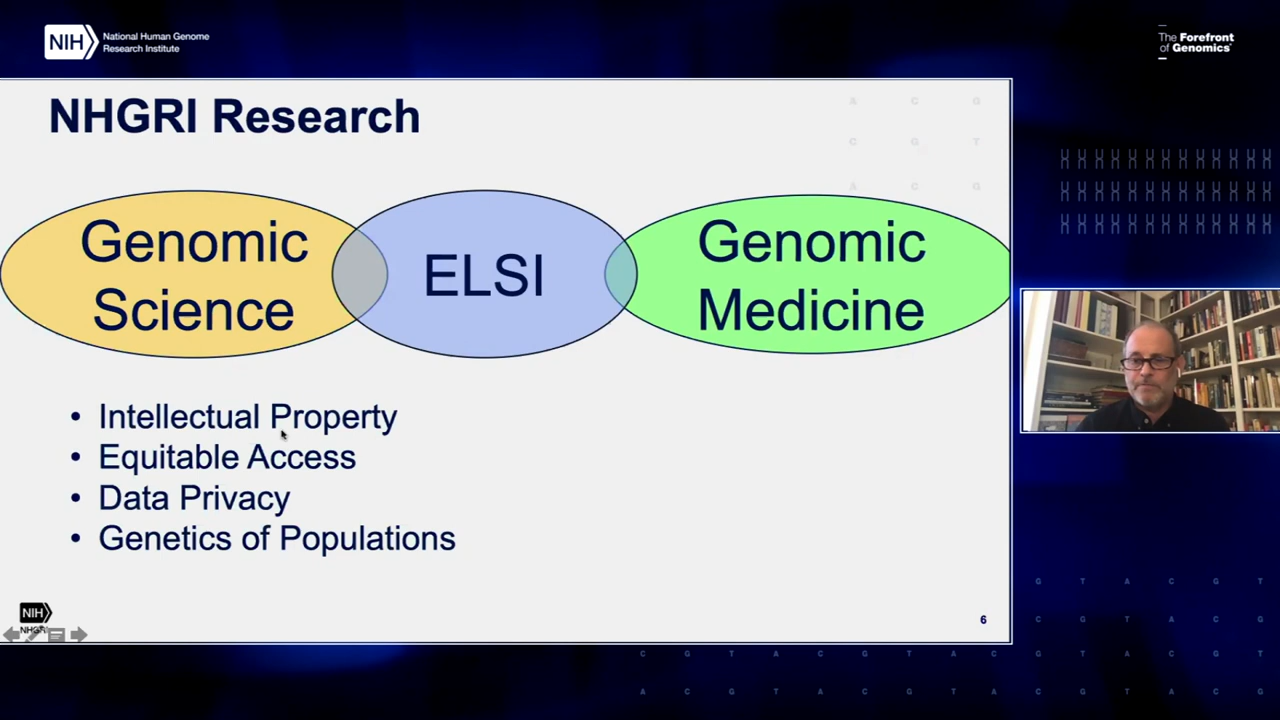 NIH
National Human Genome
Research Institute
The Forefront
of Genomics
NHGRI Research
A C G
C G T
A C G
Genomic
Science
ELSI
Genomic
Medicine
• Intellectual Property
• Equitable Access
• Data Privacy
• Genetics of Populations
NIH
NHGRI
6
G T A C G T
C G T A C G
C G T A C G T A C G T A C G T
A C G T A C G T A C G T A C G